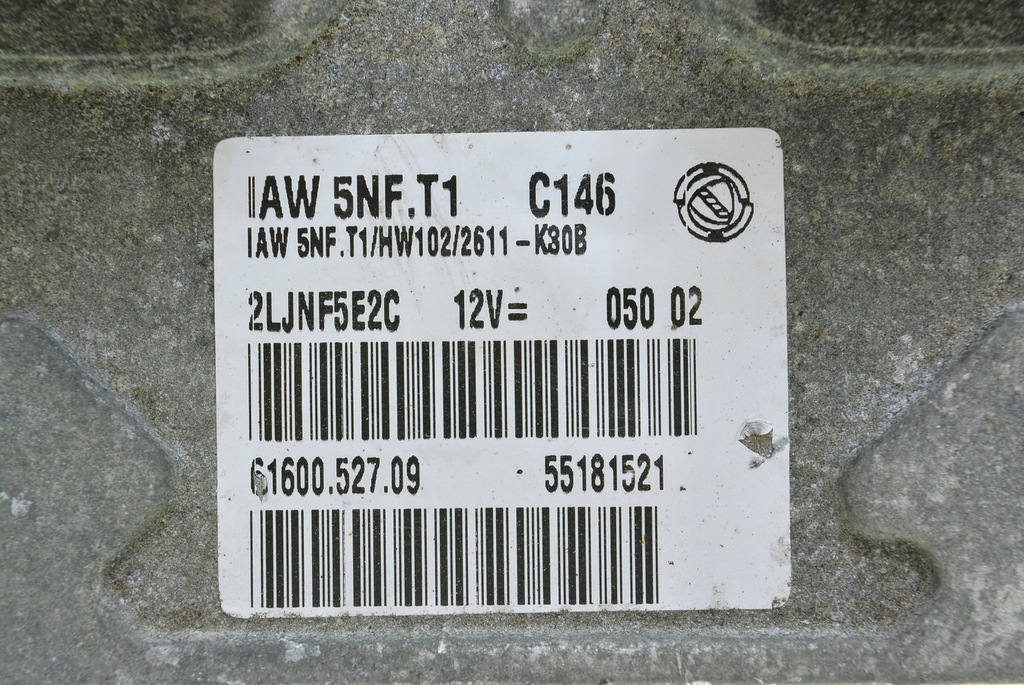 IAW 5NF.T1 C146
IAW 5NF.T1/HW102/2611-K30B
2LJNF5E2C 12V= 050 02
61600.527.09 55181521